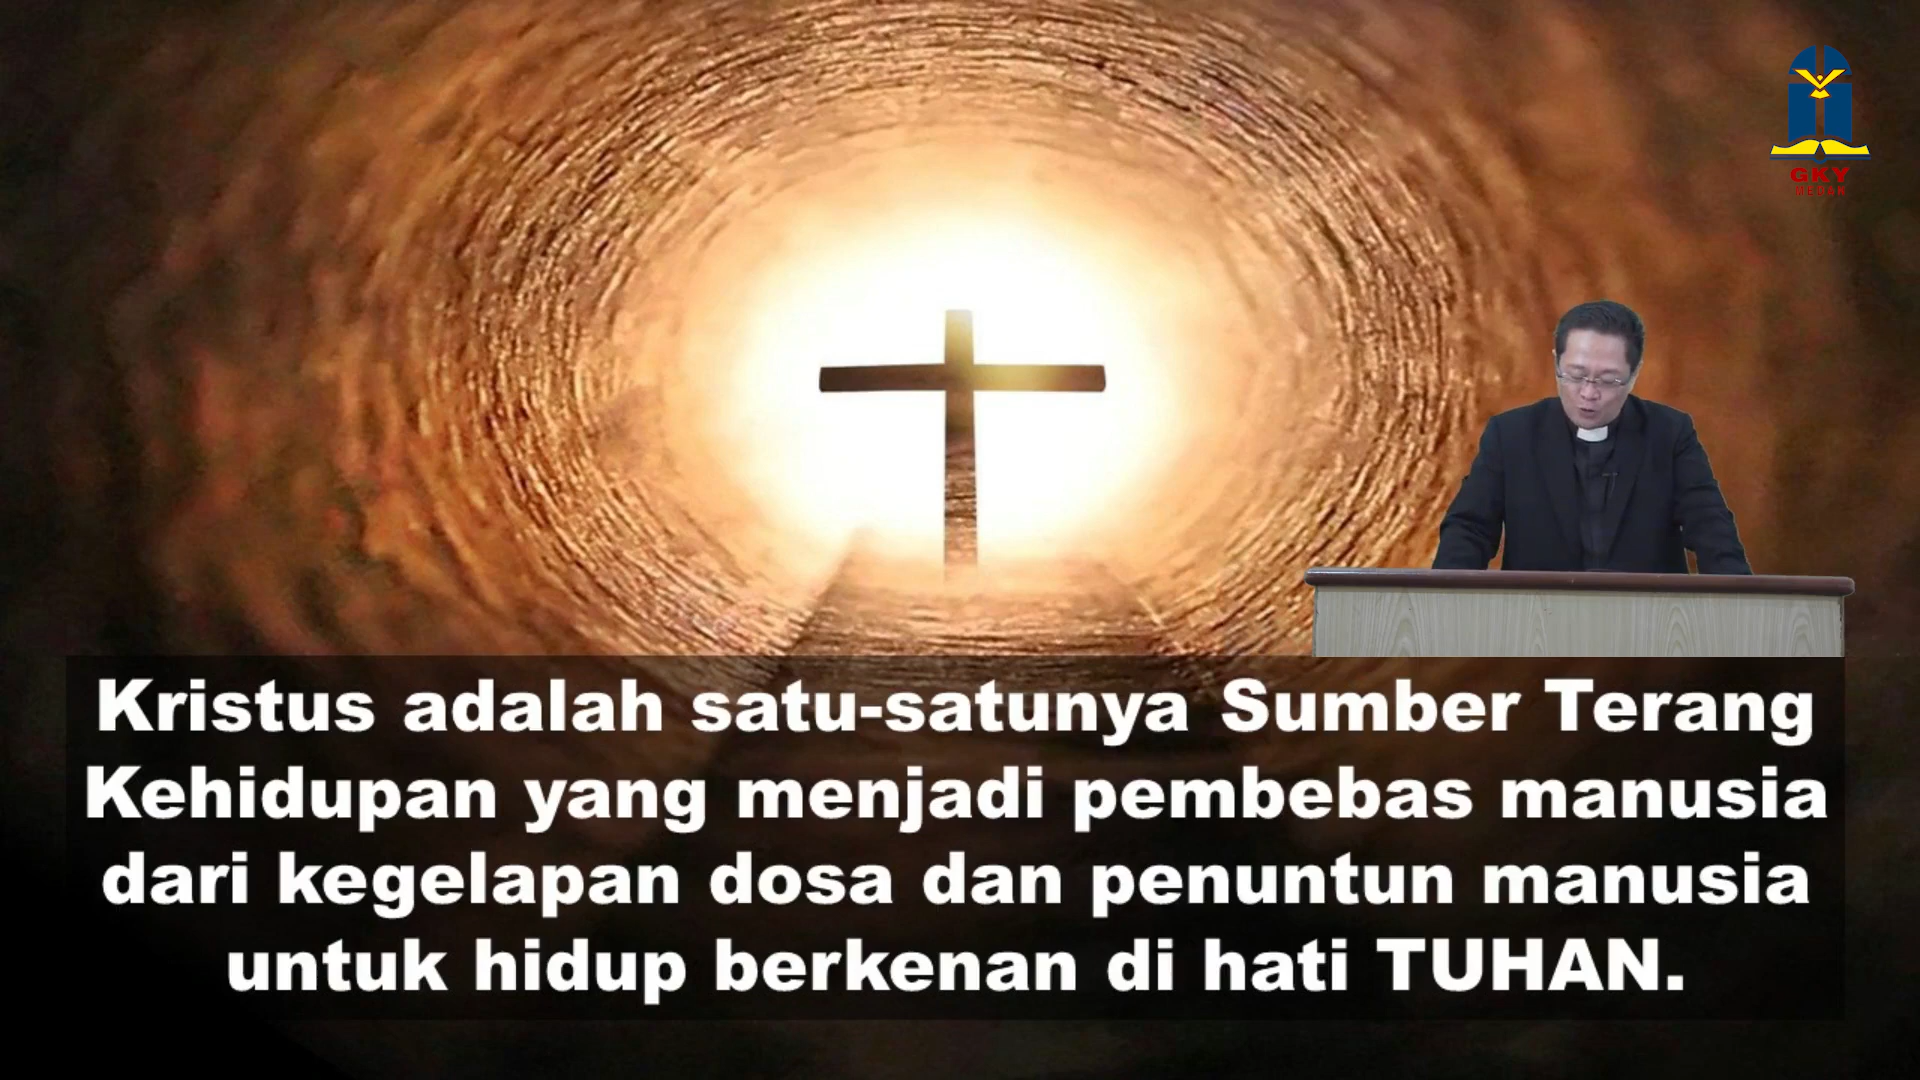 GKY
MEDAN
Kristus adalah satu-satunya Sumber Terang
Kehidupan yang menjadi pembebas manusia
dari kegelapan dosa dan penuntun manusia
untuk hidup berkenan di hati TUHAN.